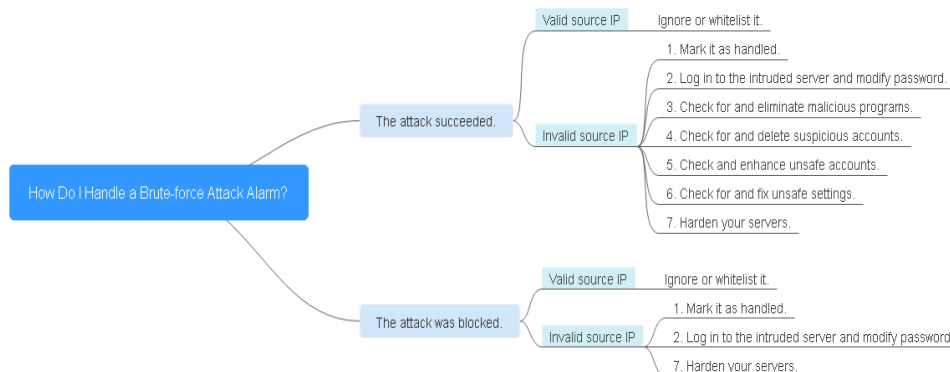 How Do I Handle a Brute-force Attack Alarm?
The attack succeeded.
Valid source IP
Ignore or whitelist it.
Invalid source IP
1. Mark it as handled.
2. Log in to the intruded server and modify password.
3. Check for and eliminate malicious programs.
4. Check for and delete suspicious accounts.
5. Check and enhance unsafe accounts.
6. Check for and fix unsafe settings.
7. Harden your servers.
The attack was blocked.
Valid source IP
Ignore or whitelist it.
Invalid source IP
1. Mark it as handled.
2. Log in to the intruded server and modify password
7. Harden your servers.